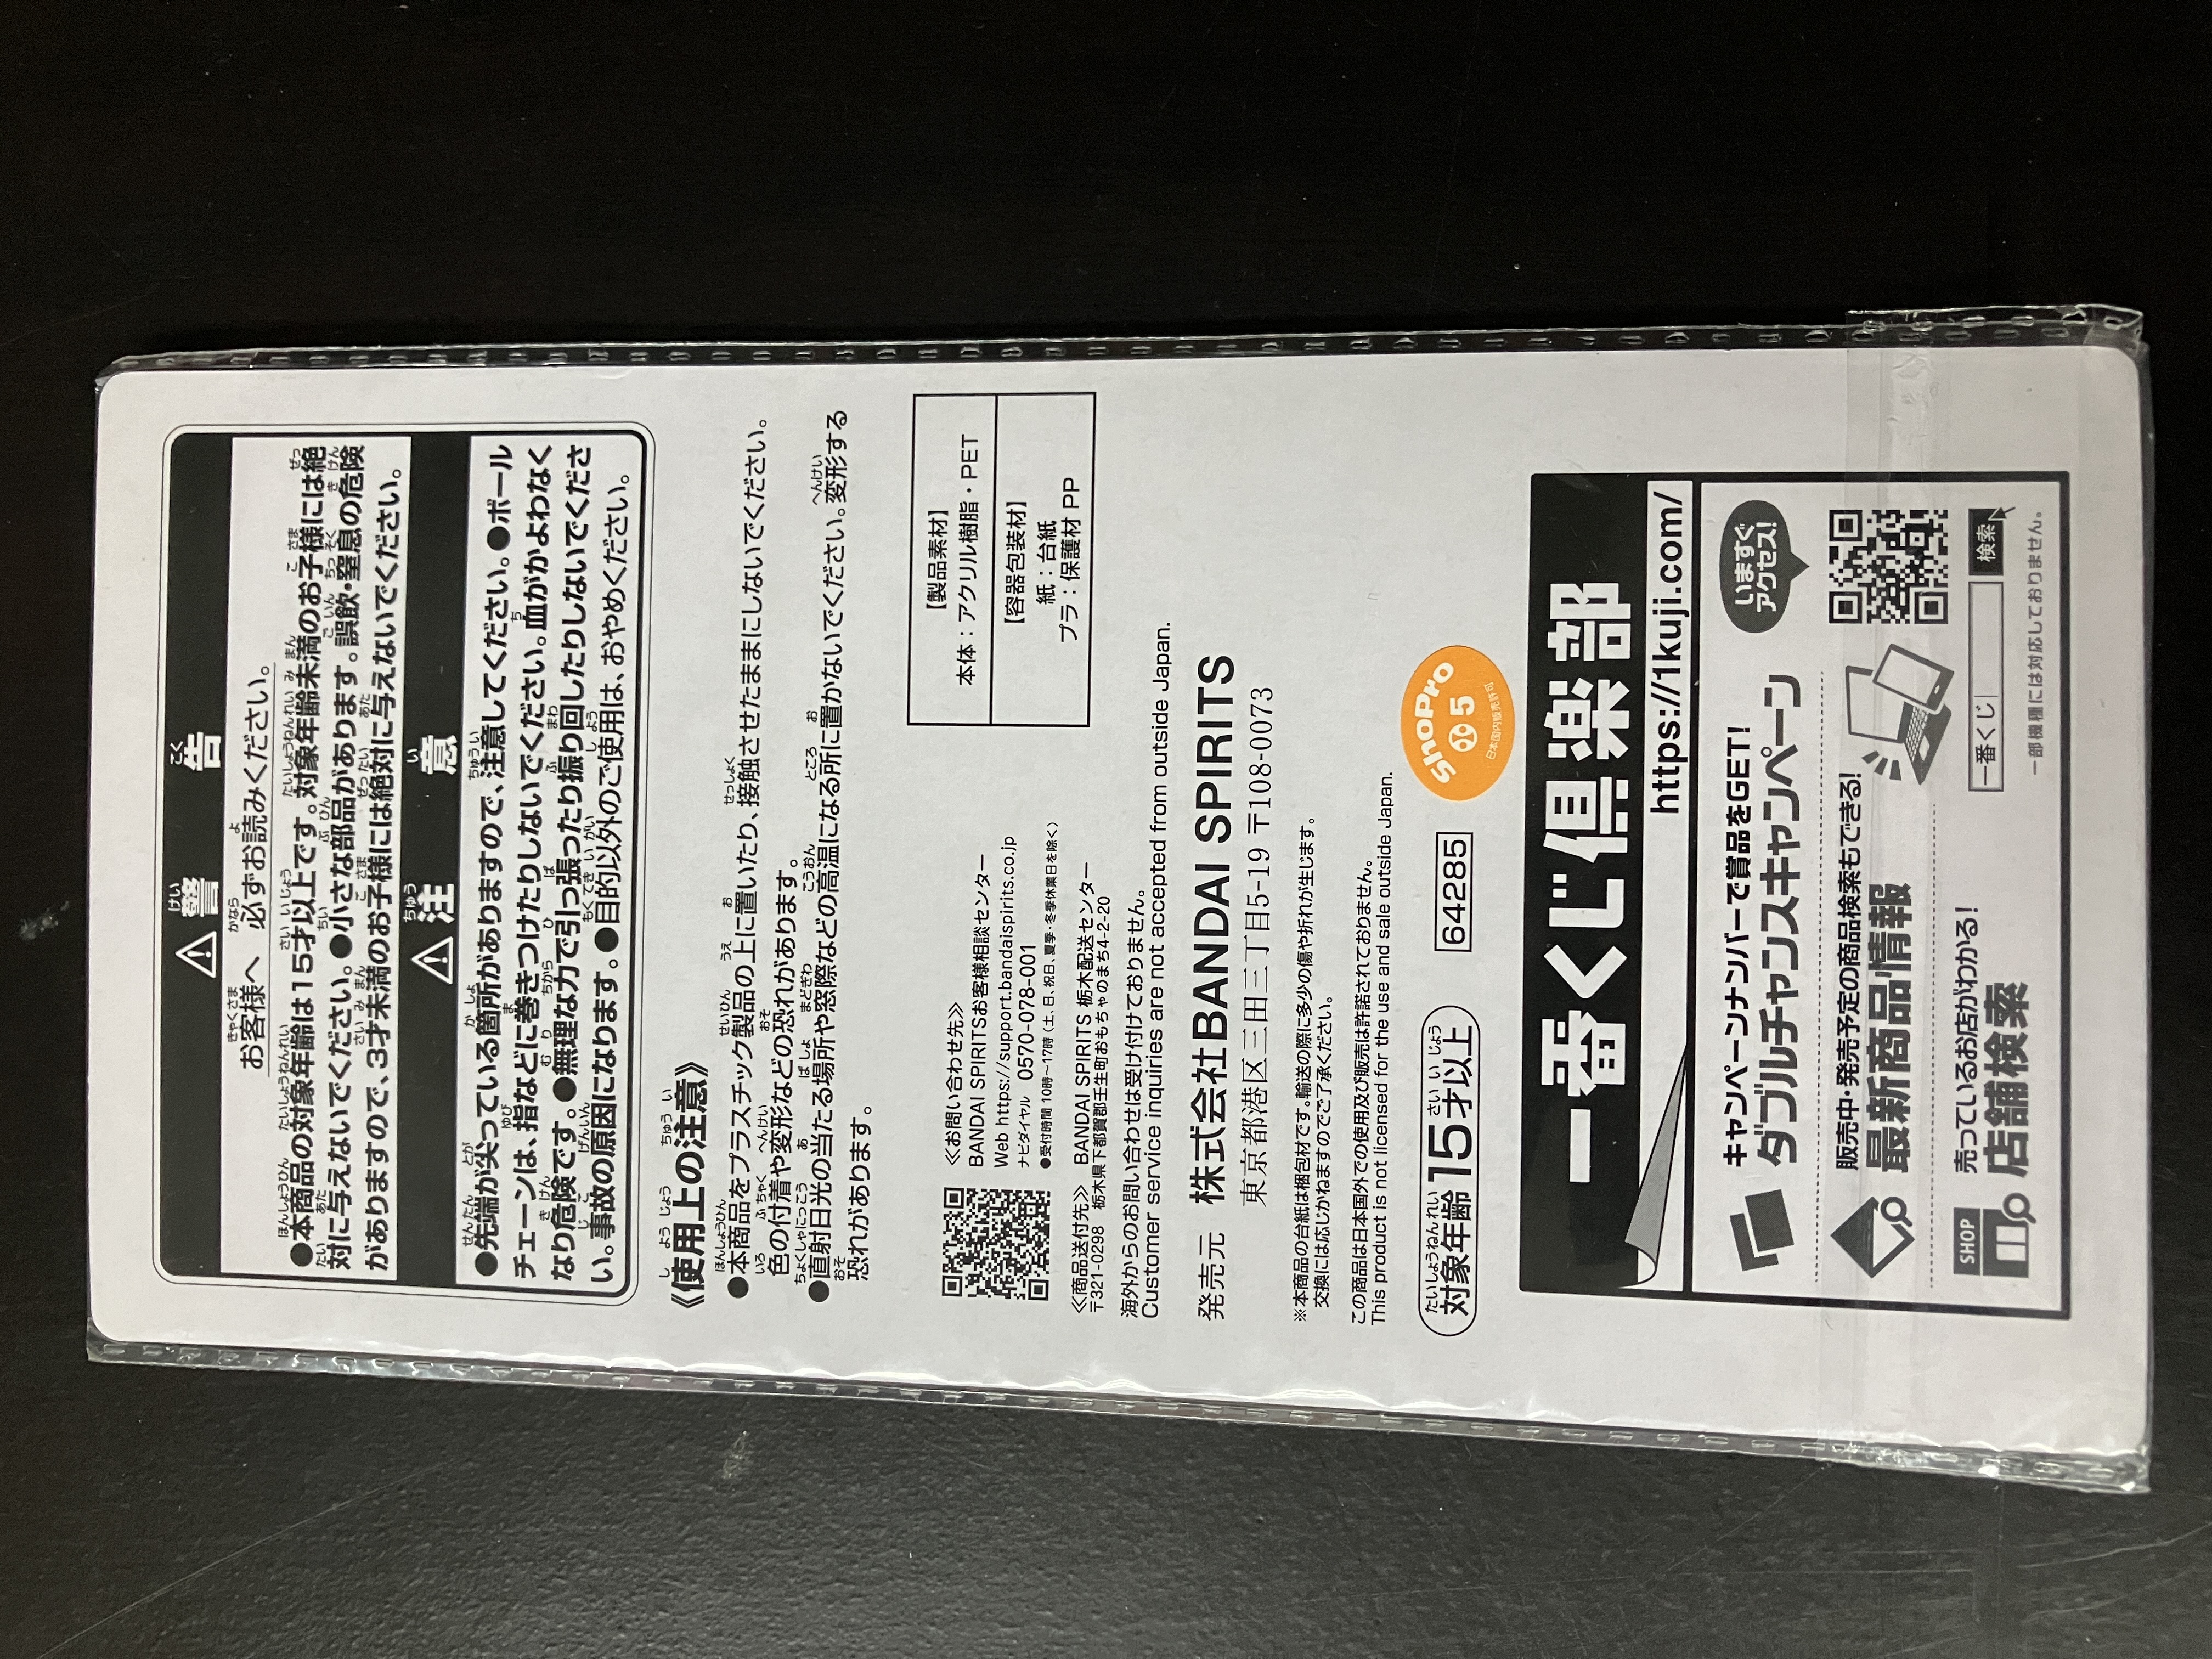 警告
お客様へ 必ずお読みください。
●本商品の対象年齢は15才以上です。対象年齢未満のお子様には絶
対に与えないでください。●小さな部品があります。誤飲・窒息の危険
がありますので、3才未満のお子様には絶対に与えないでください。
注意
●先端が尖っている箇所がありますので、注意してください。●ボール
チェーンは、指などに巻きつけたりしないでください。血がかよわなく
なり危険です。●無理な力で引っ張ったり振り回したりしないでくださ
い。事故の原因になります。●目的以外のご使用は、おやめください。
《使用上の注意》
●本商品をプラスチック製品の上に置いたり、接触させたままにしないでください。
色の付着や変形などの恐れがあります。
●直射日光の当たる場所や窓際などの高温になる所に置かないでください。変形する
恐れがあります。
【製品素材】
本体：アクリル樹脂・PET
【容器包装材】
紙：台紙
プラ：保護材 PP
≪お問い合わせ先≫
BANDAI SPIRITSお客様相談センター
Web https://support.bandaispirits.co.jp
ナビダイヤル 0570-078-001
●受付時間 10時～17時（土、日、祝日、夏季・冬季休業日を除く）
≪商品送付先≫ BANDAI SPIRITS 栃木配送センター
〒321-0298 栃木県下都賀郡壬生町おもちゃのまち4-2-20
海外からのお問い合わせは受け付けておりません。
Customer service inquiries are not accepted from outside Japan.
発売元 株式会社BANDAI SPIRITS
東京都港区三田三丁目5-19 〒108-0073
※本商品の台紙は梱包材です。輸送の際に多少の傷や折れが生じます。
交換には応じかねますのでご了承ください。
この商品は日本国外での使用及び販売は許諾されておりません。
This product is not licensed for the use and sale outside Japan.
対象年齢15才以上
64285
ShoPro
5
日本国内販売許可
一番くじ倶楽部
https://1kuji.com/
キャンペーンナンバーで賞品をGET!
ダブルチャンスキャンペーン
いますぐ
アクセス!
販売中・発売予定の商品検索もできる!
最新商品情報
SHOP
売っているお店がわかる!
店舗検索
一番くじ 検索
一部機種には対応しておりません。